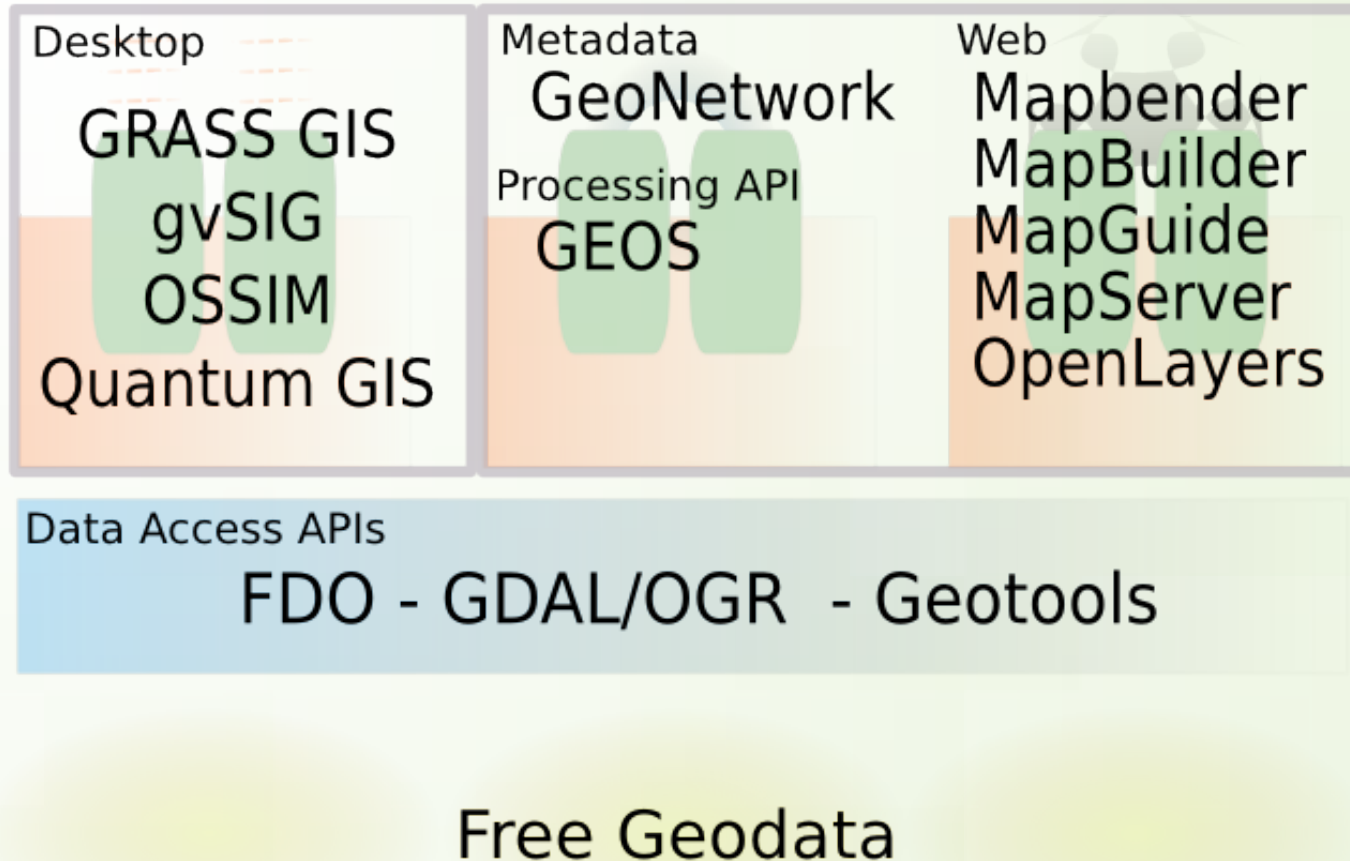 Desktop
GRASS GIS
gvSIG
OSSIM
Quantum GIS
Metadata
GeoNetwork
Processing API
GEOS
Web
Mapbender
MapBuilder
MapGuide
MapServer
OpenLayers
Data Access APIs
FDO - GDAL/OGR - Geotools
Free Geodata